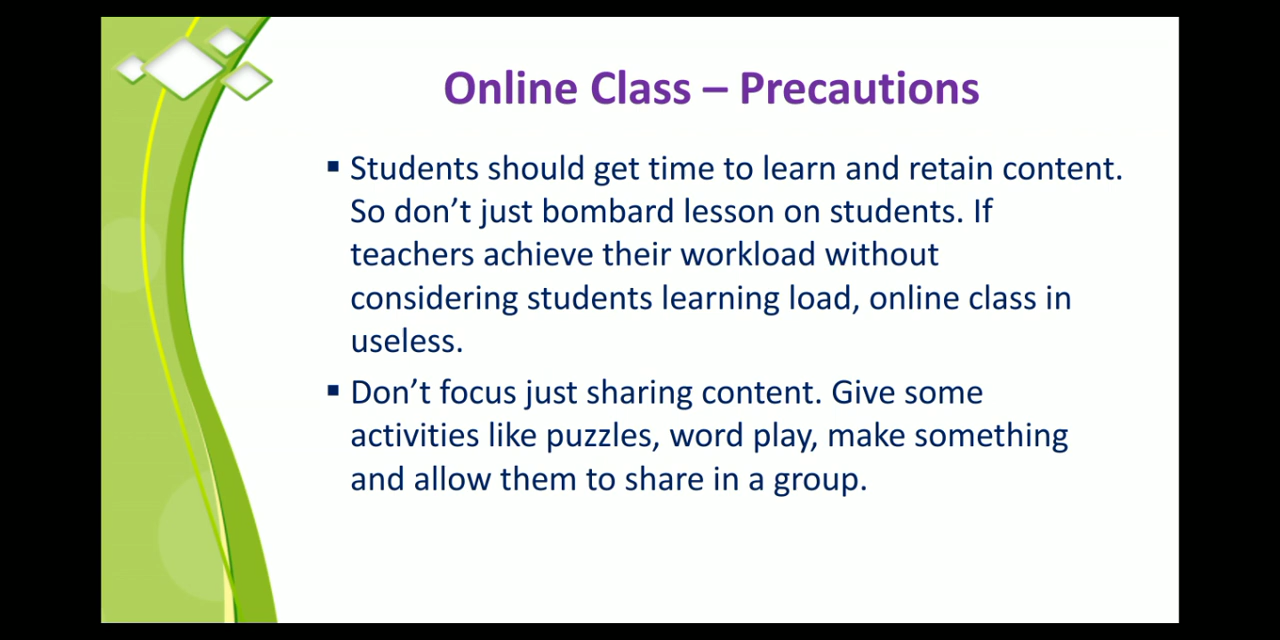 Online Class – Precautions
▪ Students should get time to learn and retain content.
So don’t just bombard lesson on students. If
teachers achieve their workload without
considering students learning load, online class in
useless.
▪ Don’t focus just sharing content. Give some
activities like puzzles, word play, make something
and allow them to share in a group.